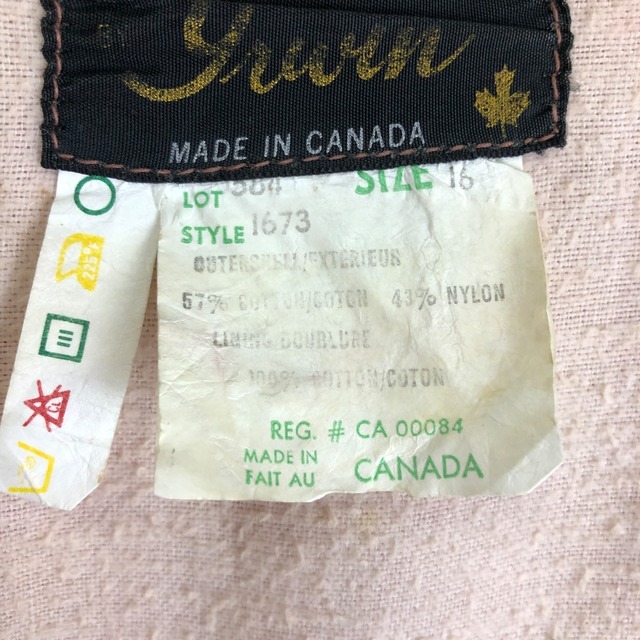 Irwin
MADE IN CANADA
LOT 884 SIZE 16
STYLE 1673
OUTERSHELL/EXTERIEUR
57% COTTON/COTON 43% NYLON
LINING DOUBLURE
100% COTTON/COTON
REG. # CA 00084
MADE IN
FAIT AU CANADA